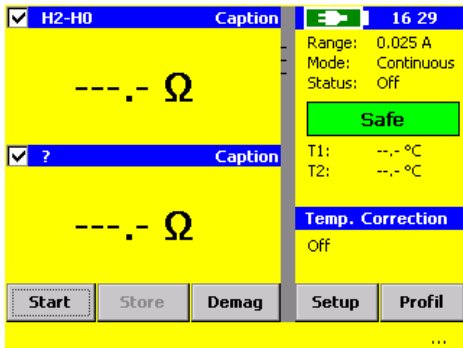 H2-H0 Caption
---.- Ω
? Caption
---.- Ω
16 29
Range: 0.025 A
Mode: Continuous
Status: Off
Safe
T1: --.- °C
T2: --.- °C
Temp. Correction
Off
Start Store Demag Setup Profil
...